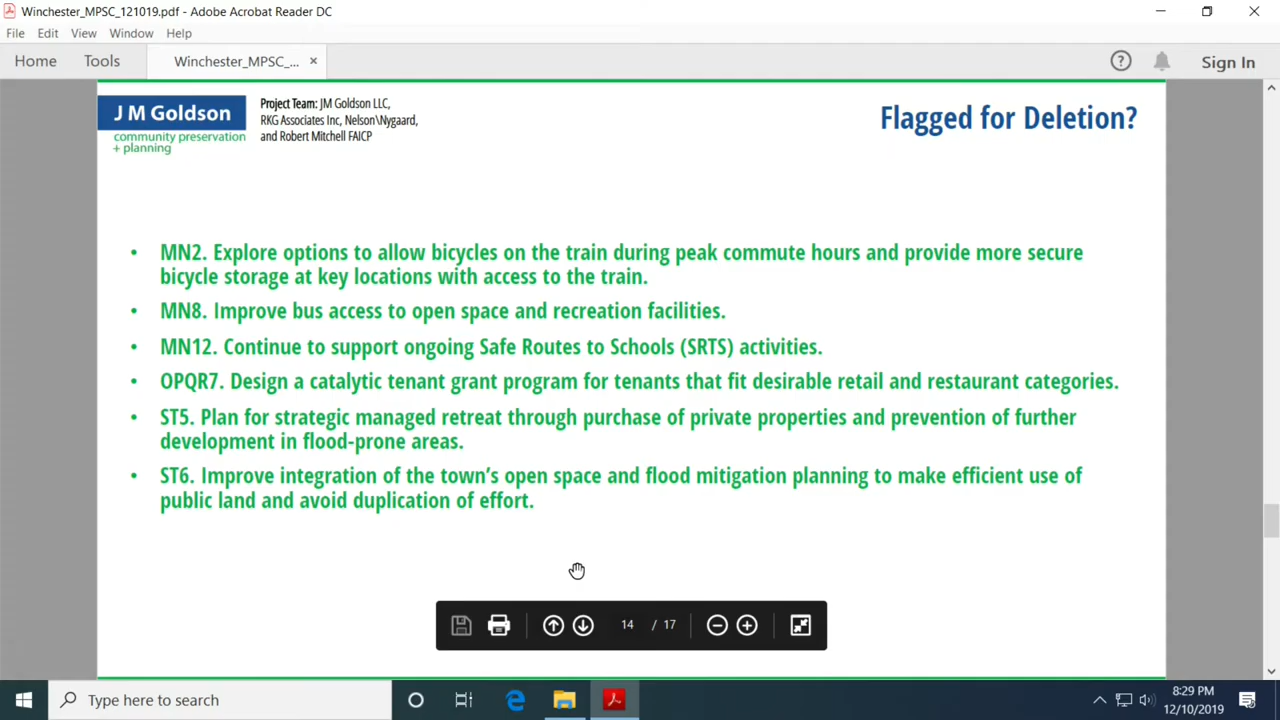 Winchester_MPSC_121019.pdf - Adobe Acrobat Reader DC
File Edit View Window Help
Home Tools Winchester_MPSC_... × Sign In
J M Goldson
community preservation
+ planning
Project Team: JM Goldson LLC,
RKG Associates Inc, Nelson\Nygaard,
and Robert Mitchell FAICP
Flagged for Deletion?
• MN2. Explore options to allow bicycles on the train during peak commute hours and provide more secure
bicycle storage at key locations with access to the train.
• MN8. Improve bus access to open space and recreation facilities.
• MN12. Continue to support ongoing Safe Routes to Schools (SRTS) activities.
• OPQR7. Design a catalytic tenant grant program for tenants that fit desirable retail and restaurant categories.
• ST5. Plan for strategic managed retreat through purchase of private properties and prevention of further
development in flood-prone areas.
• ST6. Improve integration of the town's open space and flood mitigation planning to make efficient use of
public land and avoid duplication of effort.
14 / 17
Type here to search
8:29 PM
12/10/2019